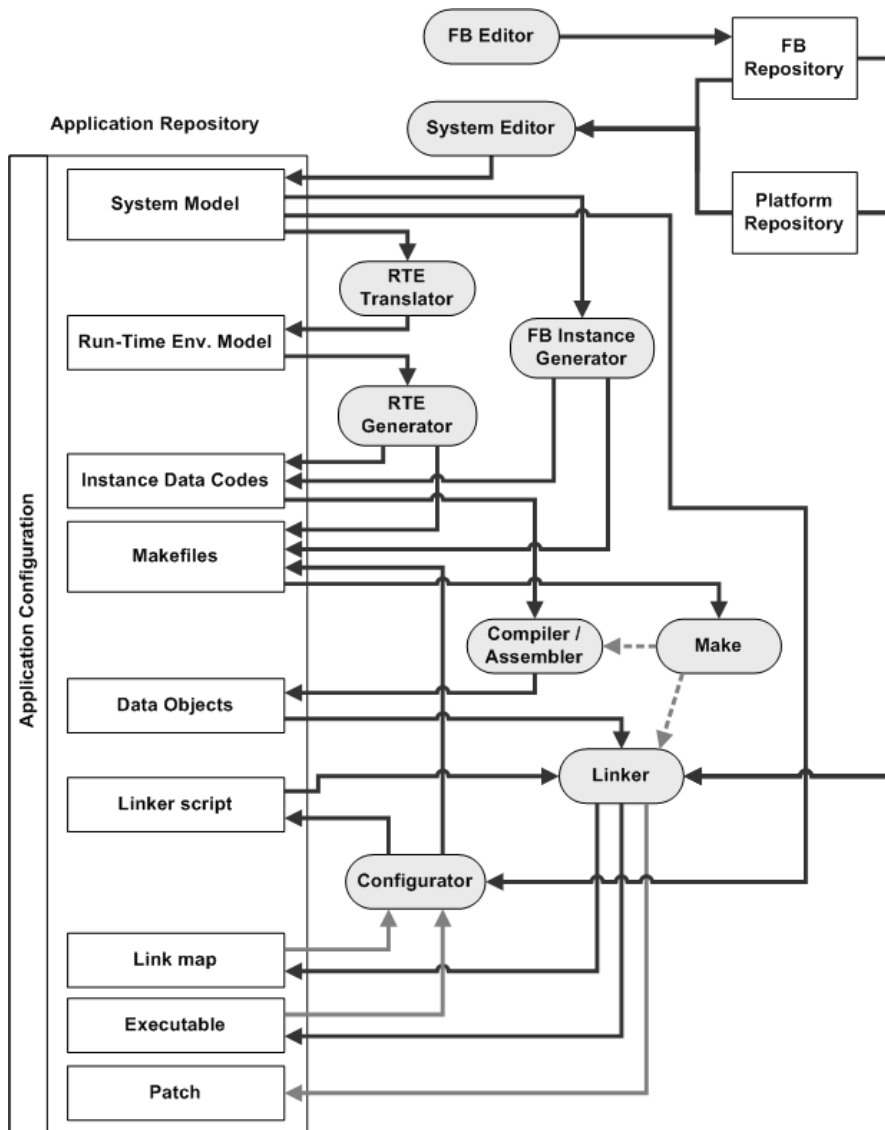 FB Editor
FB
Repository
Application Repository
System Editor
System Model
Platform
Repository
RTE
Translator
Run-Time Env. Model
FB Instance
Generator
RTE
Generator
Instance Data Codes
Makefiles
Application Configuration
Compiler /
Assembler
Make
Data Objects
Linker
Linker script
Configurator
Link map
Executable
Patch